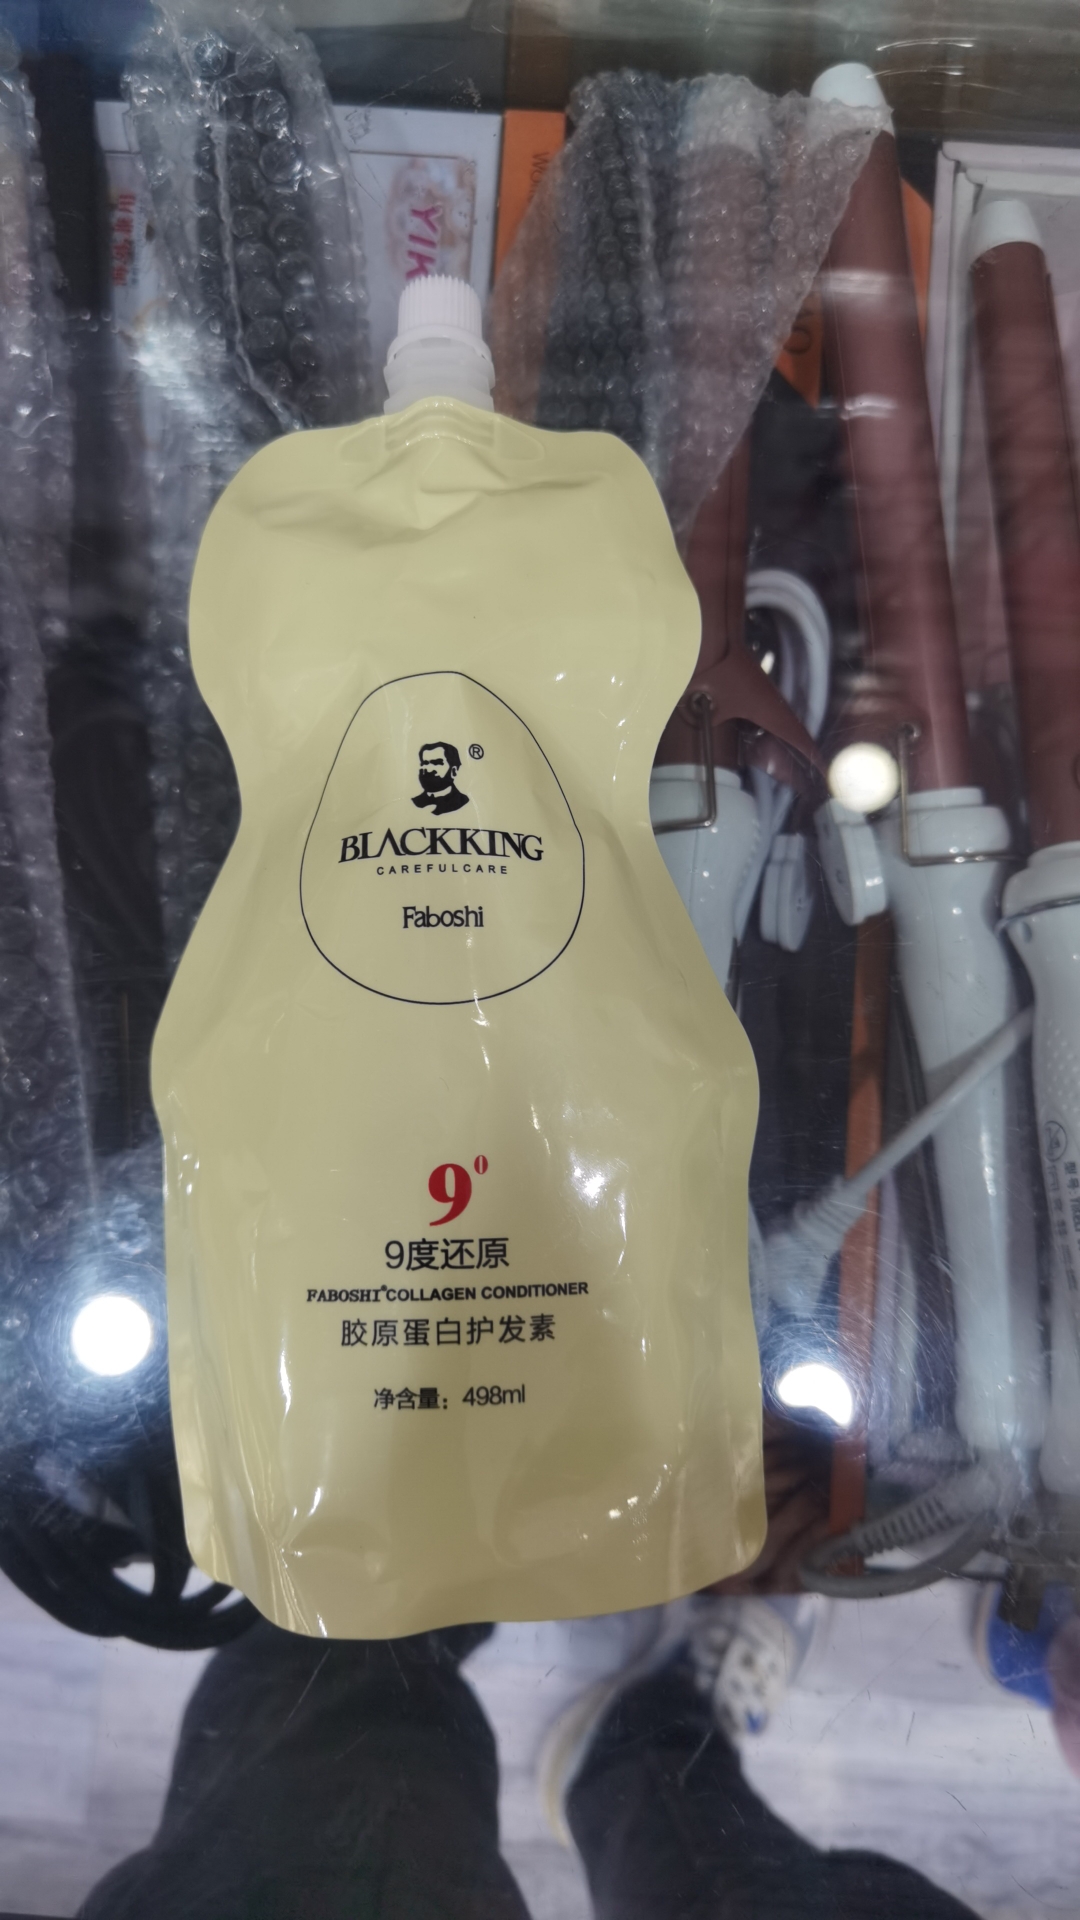 YIK
®
BLACKKING
CAREFULCARE
Faboshi
9°
9度还原
FABOSHI®COLLAGEN CONDITIONER
胶原蛋白护发素
净含量：498ml